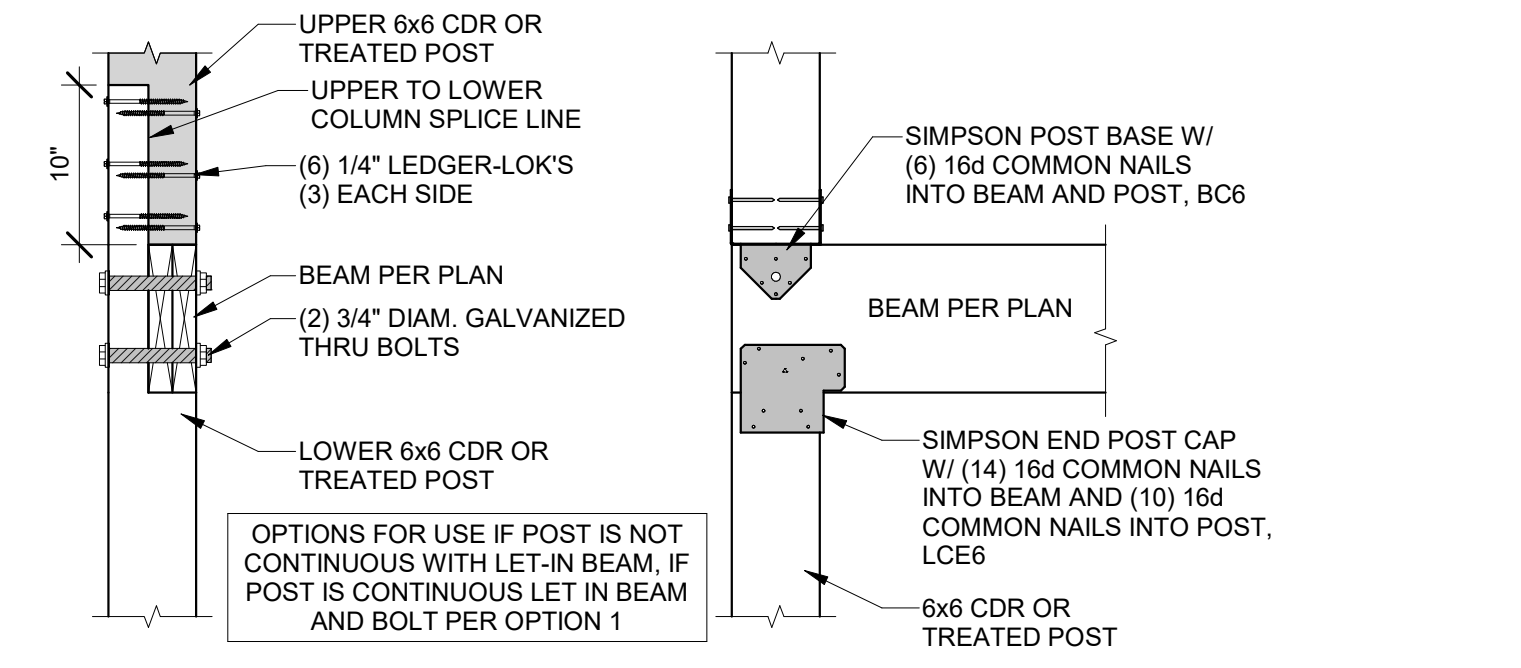 UPPER 6x6 CDR OR
TREATED POST
UPPER TO LOWER
COLUMN SPLICE LINE
10"
(6) 1/4" LEDGER-LOK'S
(3) EACH SIDE
BEAM PER PLAN
(2) 3/4" DIAM. GALVANIZED
THRU BOLTS
LOWER 6x6 CDR OR
TREATED POST
OPTIONS FOR USE IF POST IS NOT
CONTINUOUS WITH LET-IN BEAM, IF
POST IS CONTINUOUS LET IN BEAM
AND BOLT PER OPTION 1
SIMPSON POST BASE W/
(6) 16d COMMON NAILS
INTO BEAM AND POST, BC6
BEAM PER PLAN
SIMPSON END POST CAP
W/ (14) 16d COMMON NAILS
INTO BEAM AND (10) 16d
COMMON NAILS INTO POST,
LCE6
6x6 CDR OR
TREATED POST